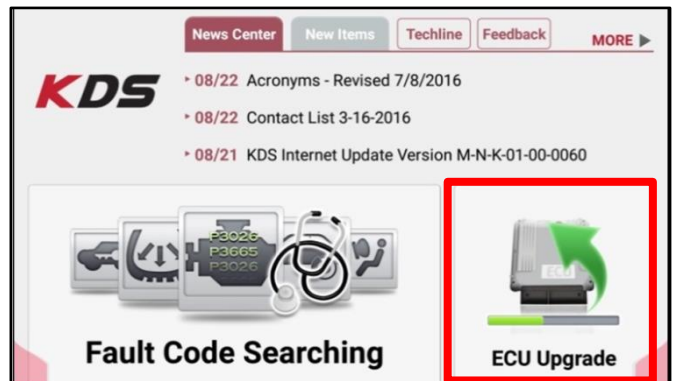 News Center New Items Techline Feedback MORE
KDS
08/22 Acronyms - Revised 7/8/2016
08/22 Contact List 3-16-2016
08/21 KDS Internet Update Version M-N-K-01-00-0060
P3026
P3665
P3026
ECU
Fault Code Searching
ECU Upgrade